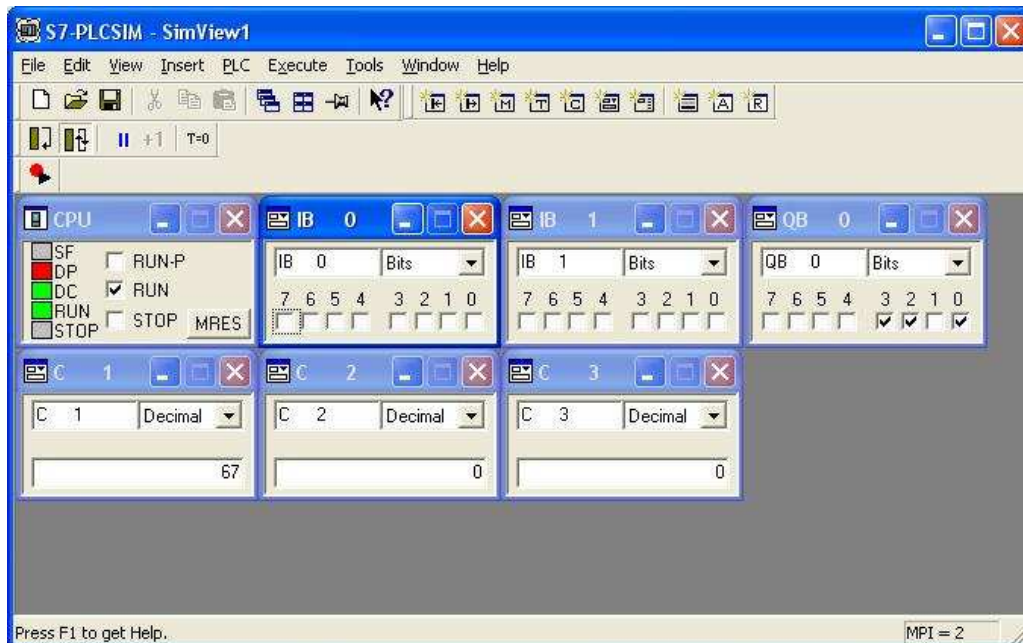 S7-PLCSIM - SimView1
File Edit View Insert PLC Execute Tools Window Help
+1 T=0
CPU
SF
DP
DC
RUN
STOP
RUN-P
RUN
STOP
MRES
IB 0
IB 0 Bits
7 6 5 4 3 2 1 0
IB 1
IB 1 Bits
7 6 5 4 3 2 1 0
QB 0
QB 0 Bits
7 6 5 4 3 2 1 0
C 1
C 1 Decimal
67
C 2
C 2 Decimal
0
C 3
C 3 Decimal
0
Press F1 to get Help.
MPI = 2